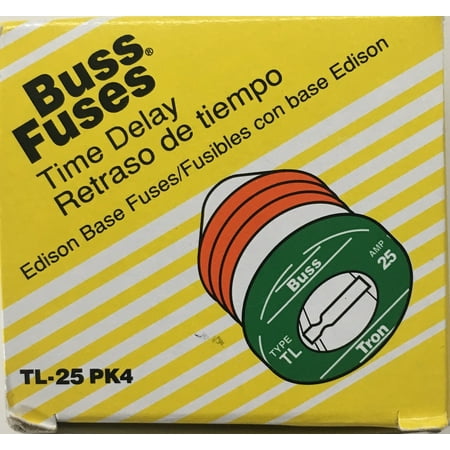 Buss®
Fuses
Time Delay
Retraso de tiempo
Edison Base Fuses/Fusibles con base Edison
Buss
AMP
25
TYPE
TL
Tron
TL-25 PK4